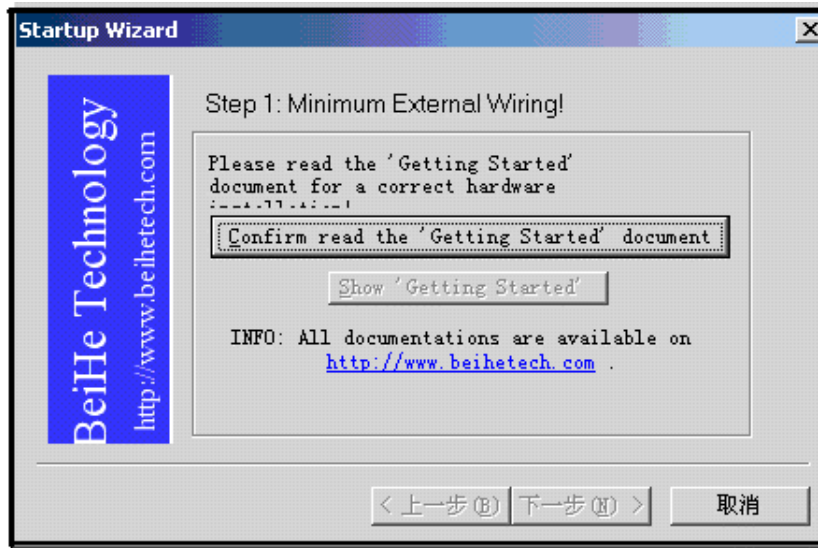 Startup Wizard
BeiHe Technology
http://www.beihetech.com
Step 1: Minimum External Wiring!
Please read the 'Getting Started'
document for a correct hardware
Confirm read the 'Getting Started' document
Show 'Getting Started'
INFO: All documentations are available on
http://www.beihetech.com .
< 上一步(B) 下一步(N) > 取消